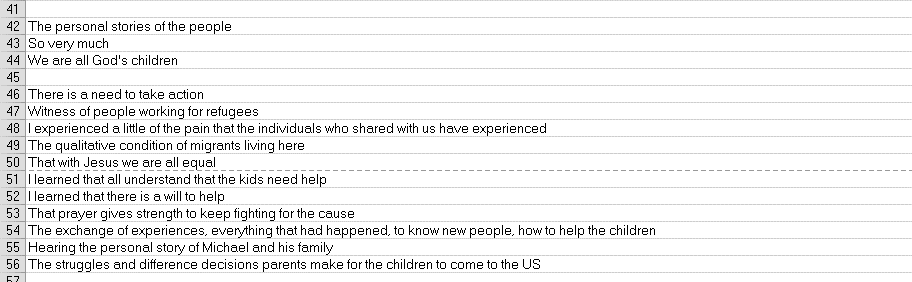 41
42 The personal stories of the people
43 So very much
44 We are all God's children
45
46 There is a need to take action
47 Witness of people working for refugees
48 I experienced a little of the pain that the individuals who shared with us have experienced
49 The qualitative condition of migrants living here
50 That with Jesus we are all equal
51 I learned that all understand that the kids need help
52 I learned that there is a will to help
53 That prayer gives strength to keep fighting for the cause
54 The exchange of experiences, everything that had happened, to know new people, how to help the children
55 Hearing the personal story of Michael and his family
56 The struggles and difference decisions parents make for the children to come to the US
57